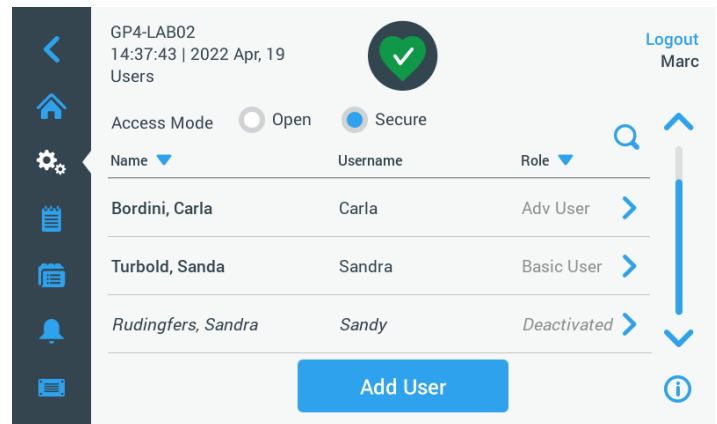 GP4-LAB02
14:37:43 | 2022 Apr, 19
Users
Logout
Marc
Access Mode Open Secure
Name Username Role
Bordini, Carla Carla Adv User
Turbold, Sanda Sandra Basic User
Rudingfers, Sandra Sandy Deactivated
Add User